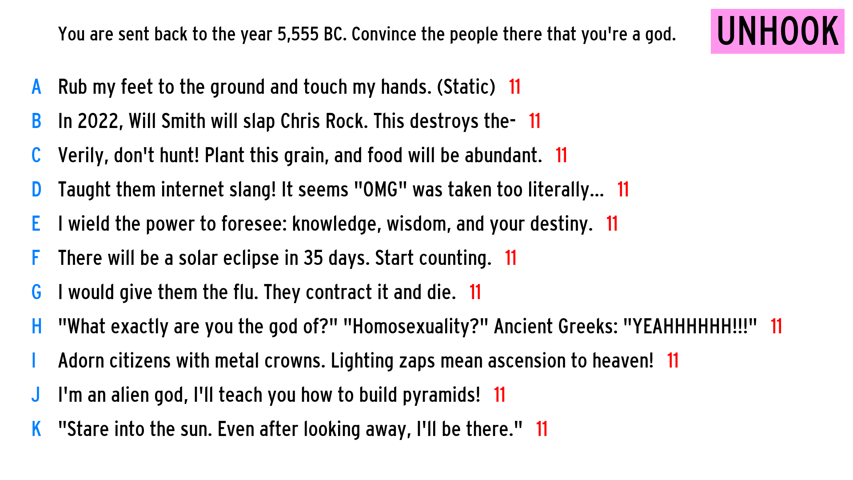 You are sent back to the year 5,555 BC. Convince the people there that you're a god.
UNHOOK
A Rub my feet to the ground and touch my hands. (Static) 11
B In 2022, Will Smith will slap Chris Rock. This destroys the- 11
C Verily, don't hunt! Plant this grain, and food will be abundant. 11
D Taught them internet slang! It seems "OMG" was taken too literally... 11
E I wield the power to foresee: knowledge, wisdom, and your destiny. 11
F There will be a solar eclipse in 35 days. Start counting. 11
G I would give them the flu. They contract it and die. 11
H "What exactly are you the god of?" "Homosexuality?" Ancient Greeks: "YEAHHHHHH!!!" 11
I Adorn citizens with metal crowns. Lighting zaps mean ascension to heaven! 11
J I'm an alien god, I'll teach you how to build pyramids! 11
K "Stare into the sun. Even after looking away, I'll be there." 11